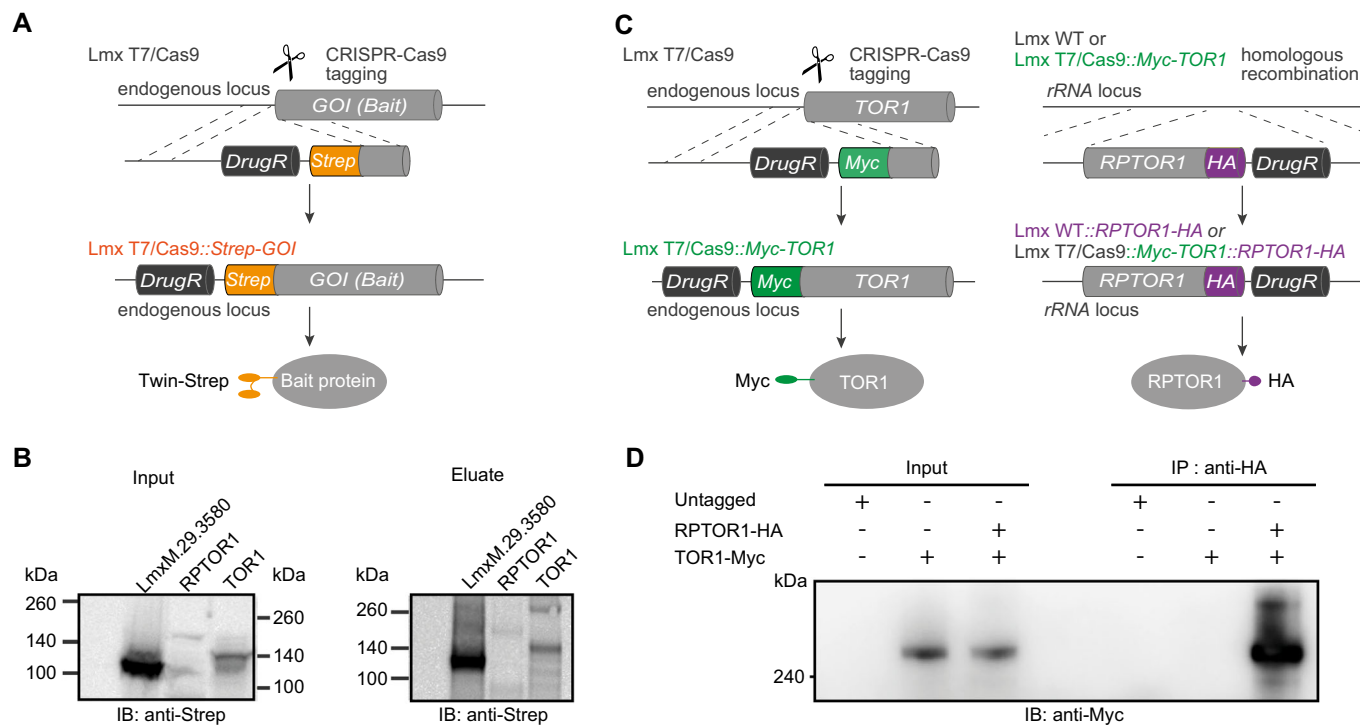 A
Lmx T7/Cas9
CRISPR-Cas9
tagging
endogenous locus
GOI (Bait)
DrugR
Strep
Lmx T7/Cas9::Strep-GOI
DrugR
Strep
GOI (Bait)
endogenous locus
Twin-Strep
Bait protein
B
Input
LmxM.29.3580
RPTOR1
TOR1
kDa
260
140
100
kDa
260
140
100
IB: anti-Strep
Eluate
LmxM.29.3580
RPTOR1
TOR1
kDa
260
140
100
IB: anti-Strep
C
Lmx T7/Cas9
CRISPR-Cas9
tagging
endogenous locus
TOR1
DrugR
Myc
Lmx T7/Cas9::Myc-TOR1
DrugR
Myc
TOR1
endogenous locus
Myc
TOR1
Lmx WT or
Lmx T7/Cas9::Myc-TOR1
homologous
recombination
rRNA locus
RPTOR1
HA
DrugR
Lmx WT::RPTOR1-HA or
Lmx T7/Cas9::Myc-TOR1::RPTOR1-HA
RPTOR1
HA
DrugR
rRNA locus
RPTOR1
HA
D
Input
IP : anti-HA
Untagged + - - + - -
RPTOR1-HA - - + - - +
TOR1-Myc - + + - + +
kDa
240
IB: anti-Myc